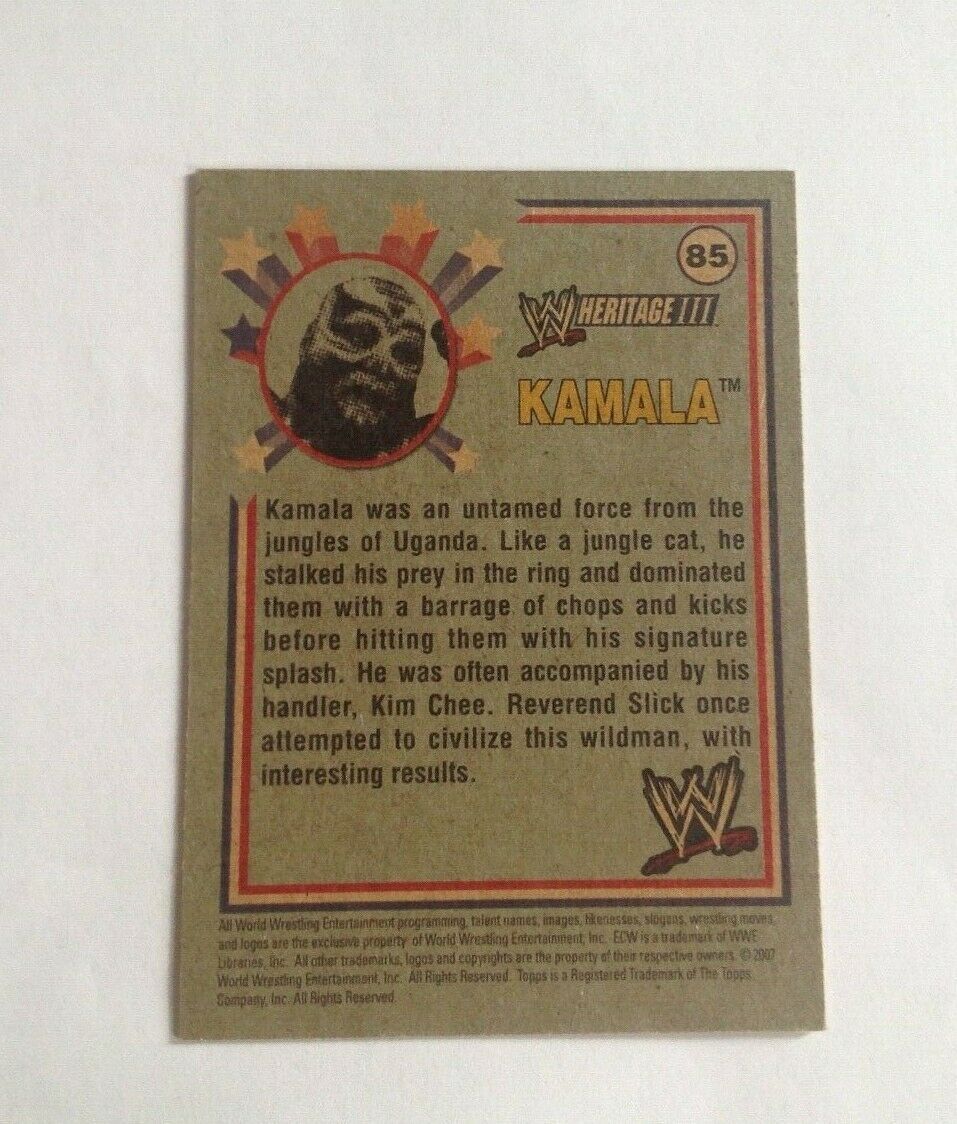 85
W HERITAGE III
KAMALA™
Kamala was an untamed force from the
jungles of Uganda. Like a jungle cat, he
stalked his prey in the ring and dominated
them with a barrage of chops and kicks
before hitting them with his signature
splash. He was often accompanied by his
handler, Kim Chee. Reverend Slick once
attempted to civilize this wildman, with
interesting results.
W
All World Wrestling Entertainment programming, talent names, images, likenesses, slogans, wrestling moves,
and logos are the exclusive property of World Wrestling Entertainment, Inc. ECW is a trademark of WWE
Libraries, Inc. All other trademarks, logos and copyrights are the property of their respective owners. © 2007
World Wrestling Entertainment, Inc. All Rights Reserved. Topps is a Registered Trademark of The Topps
Company, Inc. All Rights Reserved.